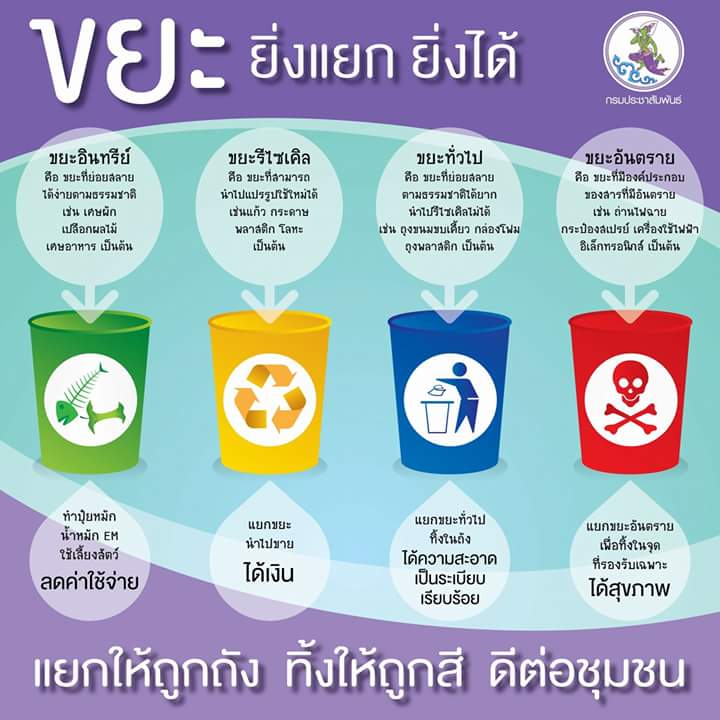 ขยะ ยิ่งแยก ยิ่งได้
กรมประชาสัมพันธ์
ขยะอินทรีย์
คือ ขยะที่ย่อยสลาย
ได้ง่ายตามธรรมชาติ
เช่น เศษผัก
เปลือกผลไม้
เศษอาหาร เป็นต้น
ขยะรีไซเคิล
คือ ขยะที่สามารถ
นำไปแปรรูปใช้ใหม่ได้
เช่นแก้ว กระดาษ
พลาสติก โลหะ
เป็นต้น
ขยะทั่วไป
คือ ขยะที่ย่อยสลาย
ตามธรรมชาติได้ยาก
นำไปรีไซเคิลไม่ได้
เช่น ถุงขนมขบเคี้ยว กล่องโฟม
ถุงพลาสติก เป็นต้น
ขยะอันตราย
คือ ขยะที่มีองค์ประกอบ
ของสารที่มีอันตราย
เช่น ถ่านไฟฉาย
กระป๋องสเปรย์ เครื่องใช้ไฟฟ้า
อิเล็กทรอนิกส์ เป็นต้น
ทำปุ๋ยหมัก
น้ำหมัก EM
ใช้เลี้ยงสัตว์
ลดค่าใช้จ่าย
แยกขยะ
นำไปขาย
ได้เงิน
แยกขยะทั่วไป
ทิ้งในถัง
ได้ความสะอาด
เป็นระเบียบ
เรียบร้อย
แยกขยะอันตราย
เพื่อทิ้งในจุด
ที่รองรับเฉพาะ
ได้สุขภาพ
แยกให้ถูกถัง ทิ้งให้ถูกสี ดีต่อชุมชน